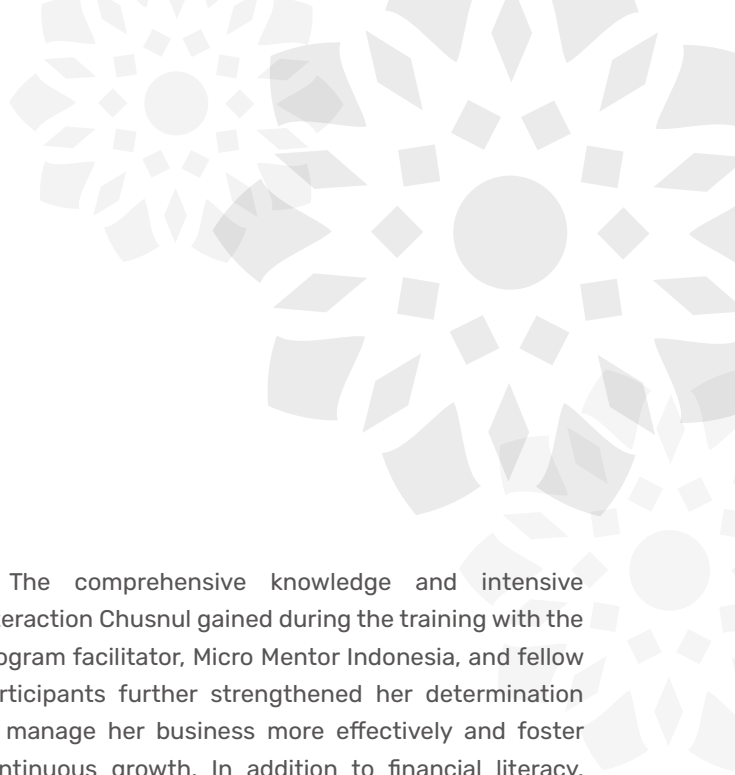 The comprehensive knowledge and intensive
eraction Chusnul gained during the training with the
ogram facilitator, Micro Mentor Indonesia, and fellow
rticipants further strengthened her determination
manage her business more effectively and foster
ntinuous growth. In addition to financial literacy,